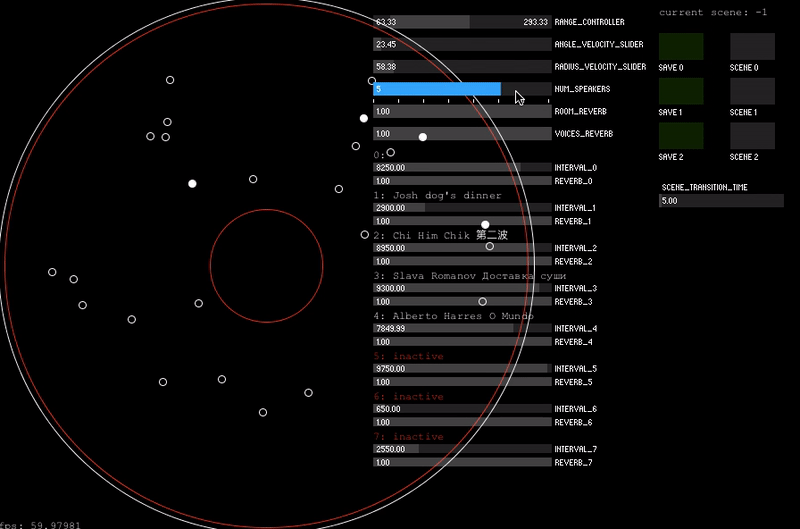 current scene: -1
63.33 293.33 RANGE_CONTROLLER
23.45 ANGLE_VELOCITY_SLIDER
58.38 RADIUS_VELOCITY_SLIDER
5 NUM_SPEAKERS
1.00 ROOM_REVERB
1.00 VOICES_REVERB
SAVE 0 SCENE 0
SAVE 1 SCENE 1
SAVE 2 SCENE 2
SCENE_TRANSITION_TIME
5.00
0:
8250.00 INTERVAL_0
1.00 REVERB_0
1: Josh dog's dinner
2900.00 INTERVAL_1
1.00 REVERB_1
2: Chi Him Chik 第二波
8950.00 INTERVAL_2
1.00 REVERB_2
3: Slava Romanov Доставка суши
9300.00 INTERVAL_3
1.00 REVERB_3
4: Alberto Harres O Mundo
7849.99 INTERVAL_4
1.00 REVERB_4
5: inactive
9750.00 INTERVAL_5
1.00 REVERB_5
6: inactive
650.00 INTERVAL_6
1.00 REVERB_6
7: inactive
2550.00 INTERVAL_7
1.00 REVERB_7
fps: 59.97981